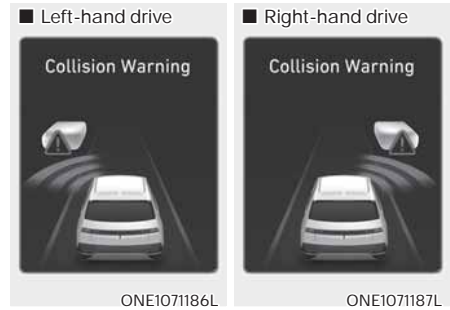 ■ Left-hand drive
Collision Warning
ONE1071186L
■ Right-hand drive
Collision Warning
ONE1071187L